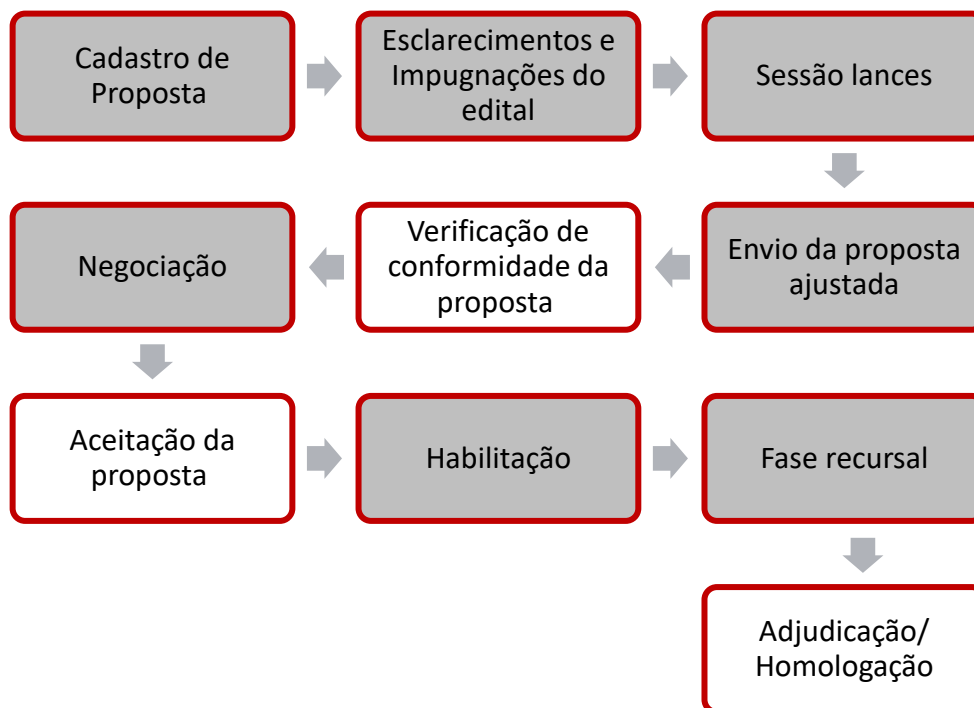 Cadastro de
Proposta
Esclarecimentos e
Impugnações do
edital
Sessão lances
Envio da proposta
ajustada
Verificação de
conformidade da
proposta
Negociação
Aceitação da
proposta
Habilitação
Fase recursal
Adjudicação/
Homologação